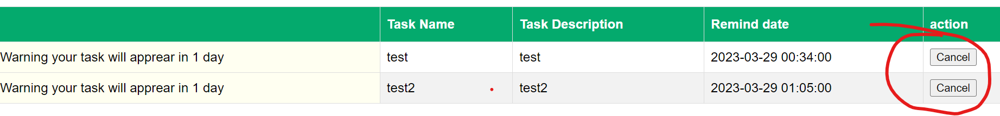 Task Name Task Description Remind date action
Warning your task will apprear in 1 day test test 2023-03-29 00:34:00 Cancel
Warning your task will apprear in 1 day test2 test2 2023-03-29 01:05:00 Cancel